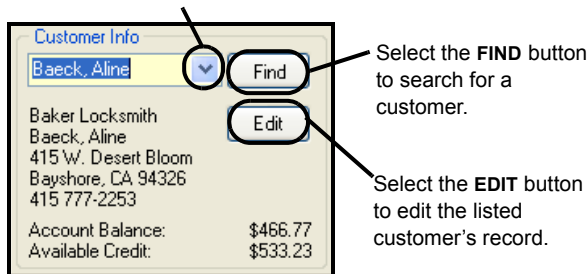 Customer Info
Baeck, Aline
Find
Edit
Baker Locksmith
Baeck, Aline
415 W. Desert Bloom
Bayshore, CA 94326
415 777-2253
Account Balance: $466.77
Available Credit: $533.23
Select the FIND button
to search for a
customer.
Select the EDIT button
to edit the listed
customer's record.